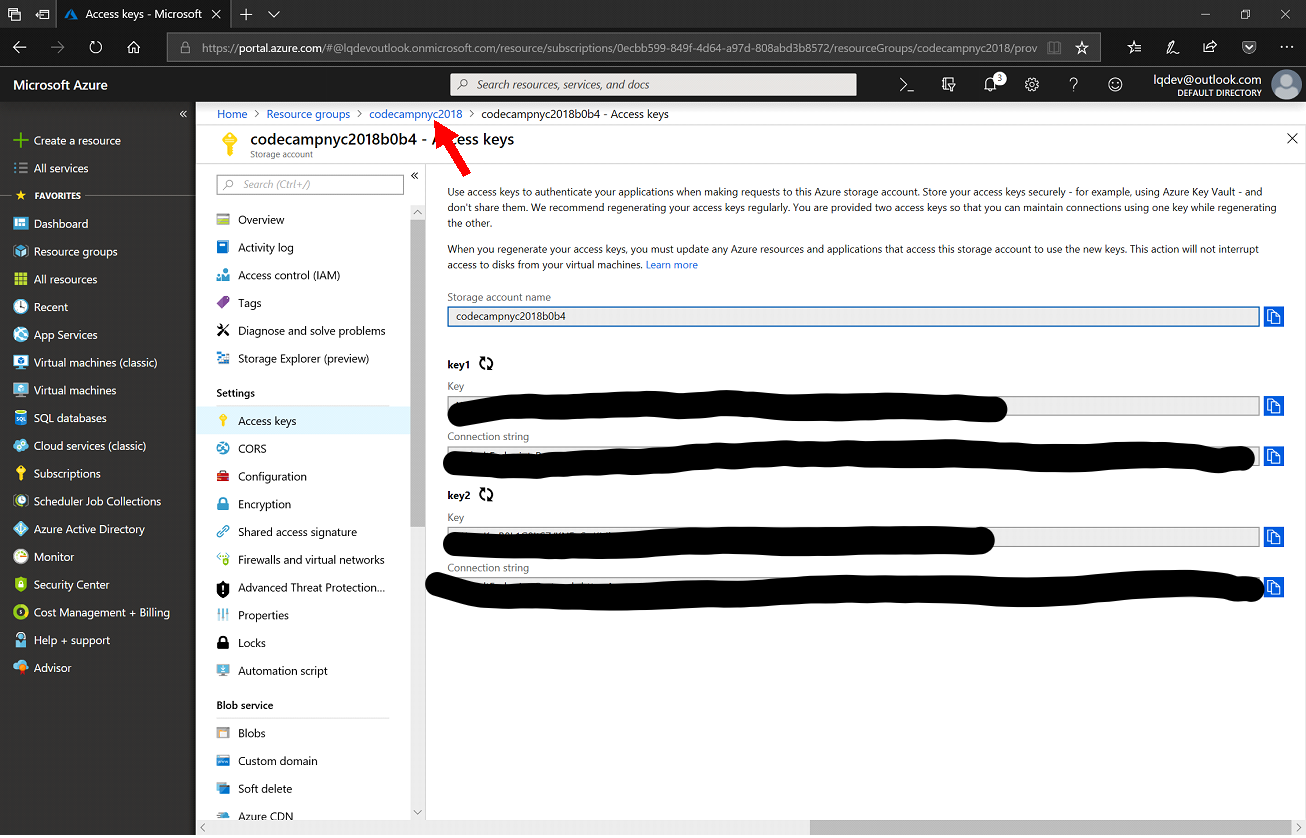 Access keys - Microsoft
https://portal.azure.com/#@lqdevoutlook.onmicrosoft.com/resource/subscriptions/0ecbb599-849f-4d64-a97d-808abd3b8572/resourceGroups/codecampnyc2018/prov
Microsoft Azure
Search resources, services, and docs
3
lqdev@outlook.com
DEFAULT DIRECTORY
Create a resource
All services
FAVORITES
Dashboard
Resource groups
All resources
Recent
App Services
Virtual machines (classic)
Virtual machines
SQL databases
Cloud services (classic)
Subscriptions
Scheduler Job Collections
Azure Active Directory
Monitor
Security Center
Cost Management + Billing
Help + support
Advisor
Home > Resource groups > codecampnyc2018 > codecampnyc2018b0b4 - Access keys
codecampnyc2018b0b4 - Access keys
Storage account
Search (Ctrl+/)
Overview
Activity log
Access control (IAM)
Tags
Diagnose and solve problems
Storage Explorer (preview)
Settings
Access keys
CORS
Configuration
Encryption
Shared access signature
Firewalls and virtual networks
Advanced Threat Protection...
Properties
Locks
Automation script
Blob service
Blobs
Custom domain
Soft delete
Azure CDN
Use access keys to authenticate your applications when making requests to this Azure storage account. Store your access keys securely - for example, using Azure Key Vault - and
don't share them. We recommend regenerating your access keys regularly. You are provided two access keys so that you can maintain connections using one key while regenerating
the other.
When you regenerate your access keys, you must update any Azure resources and applications that access this storage account to use the new keys. This action will not interrupt
access to disks from your virtual machines. Learn more
Storage account name
codecampnyc2018b0b4
key1
Key
Connection string
key2
Key
Connection string